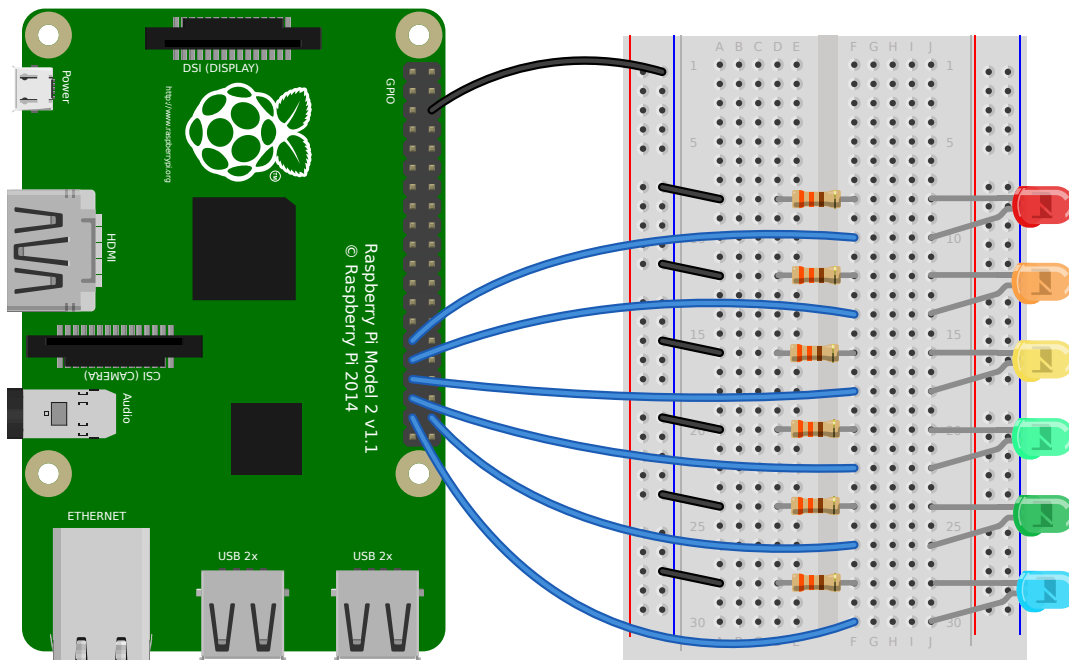 DSI (DISPLAY)
Power
http://www.raspberrypi.org
GPIO
TM
HDMI
Raspberry Pi Model 2 v1.1
© Raspberry Pi 2014
CSI (CAMERA)
Audio
ETHERNET
USB 2x
USB 2x
A B C D E F G H I J
1 1
5 5
10
15 15
20 20
25 25
30 30
F G H I J